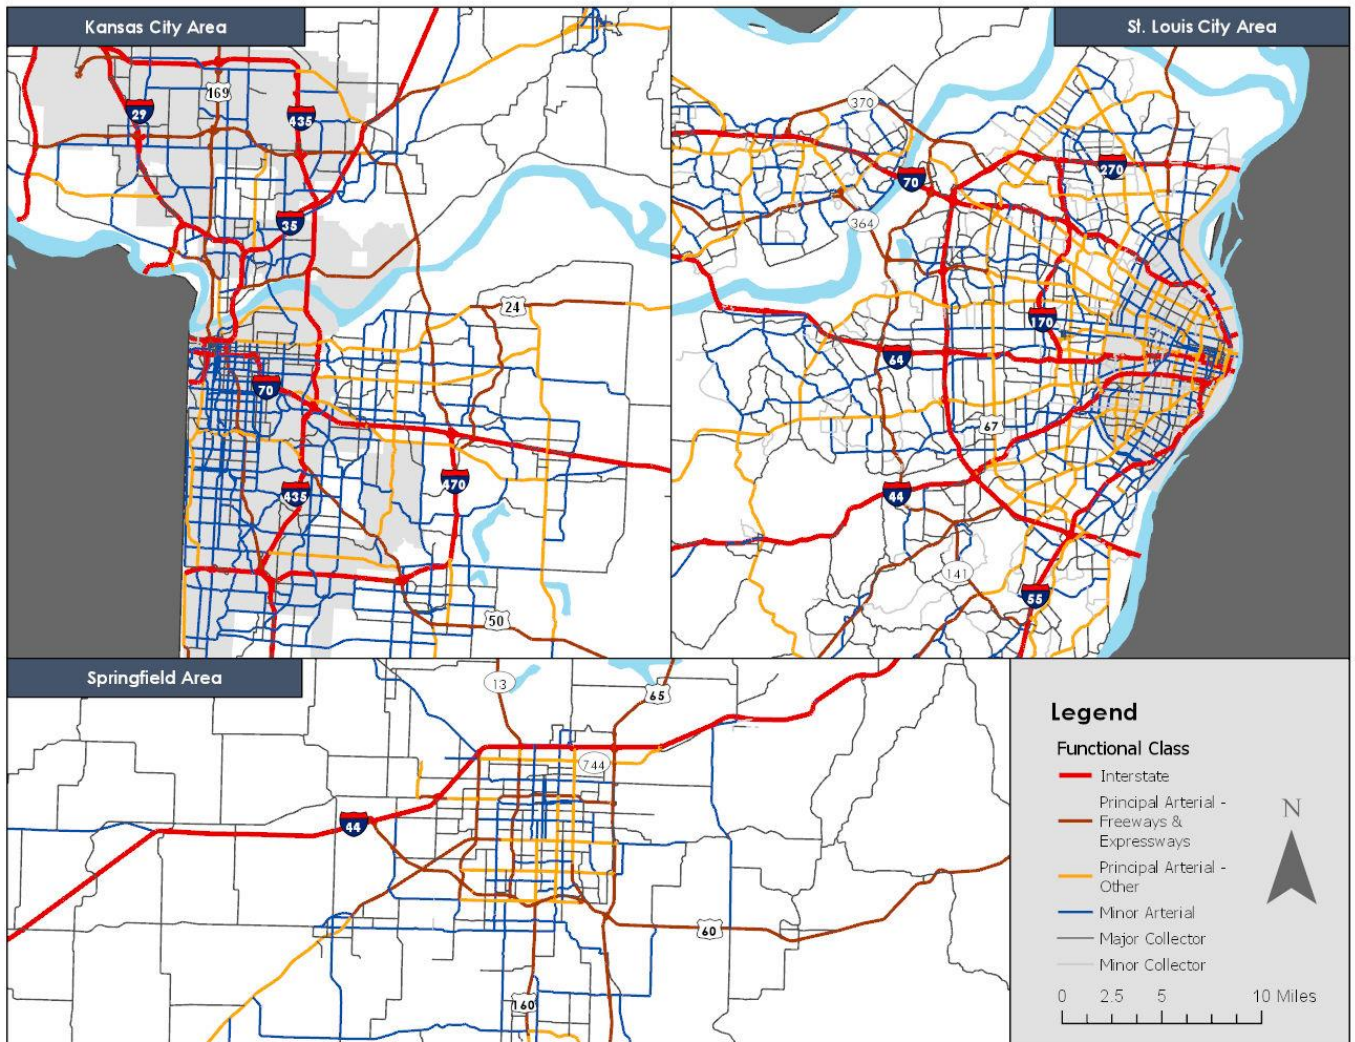 Kansas City Area
St. Louis City Area
169
29
435
35
24
70
435
470
50
370
70
270
364
170
64
67
44
141
55
Springfield Area
13
65
744
44
60
160
Legend
Functional Class
Interstate
Principal Arterial -
Freeways &
Expressways
Principal Arterial -
Other
Minor Arterial
Major Collector
Minor Collector
N
0 2.5 5 10 Miles